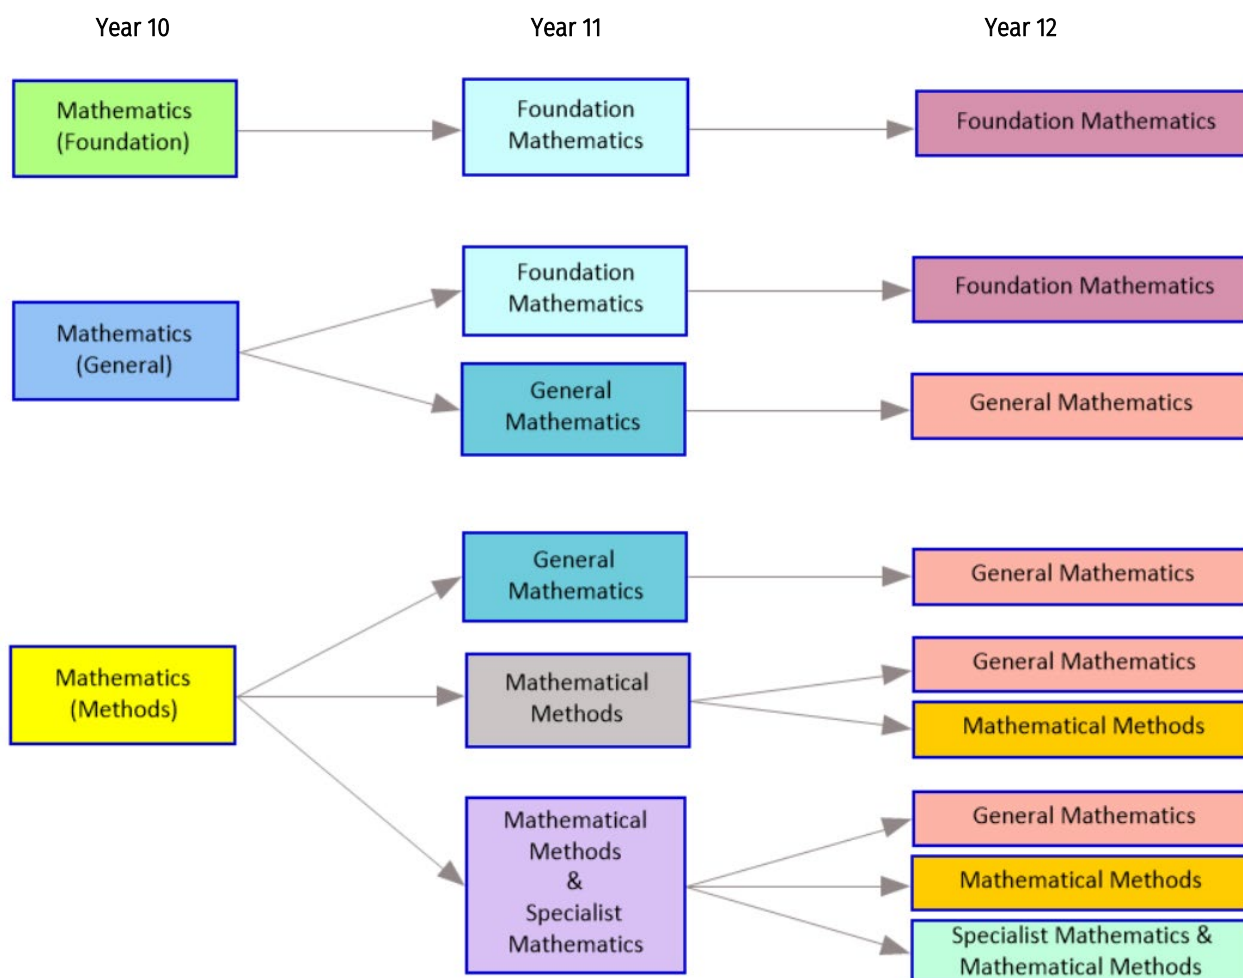 Year 10
Year 11
Year 12
Mathematics
(Foundation)
Foundation
Mathematics
Foundation Mathematics
Mathematics
(General)
Foundation
Mathematics
Foundation Mathematics
General
Mathematics
General Mathematics
Mathematics
(Methods)
General
Mathematics
General Mathematics
Mathematical
Methods
General Mathematics
Mathematical Methods
Mathematical
Methods
&
Specialist
Mathematics
General Mathematics
Mathematical Methods
Specialist Mathematics &
Mathematical Methods